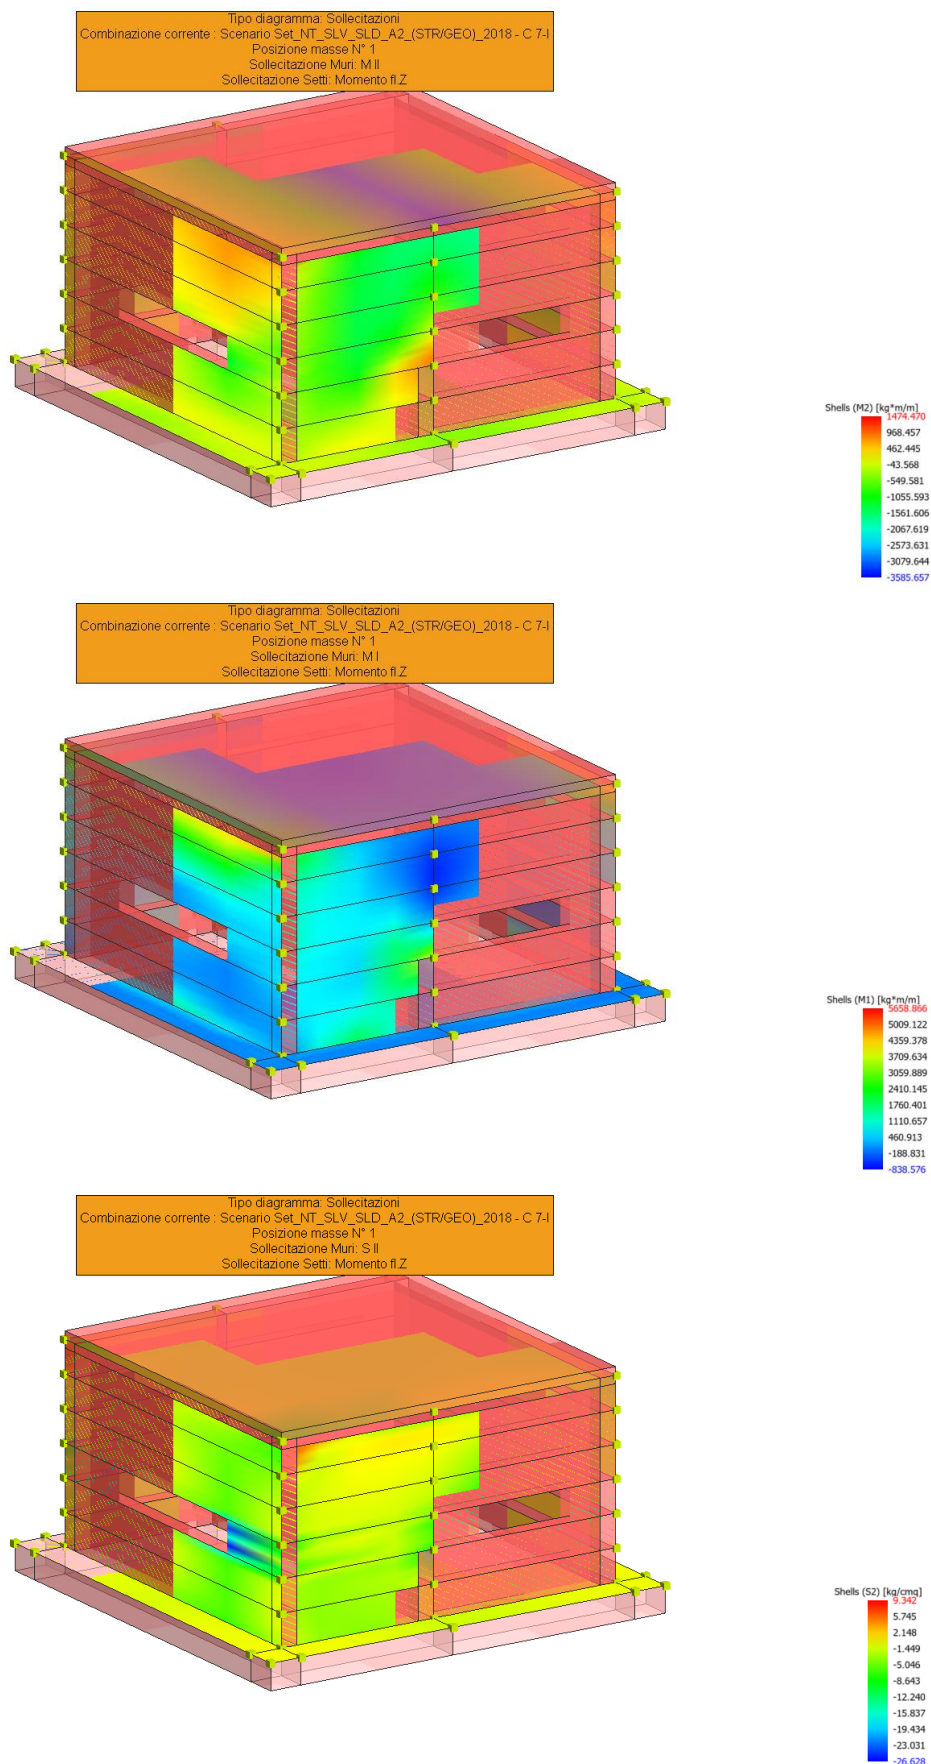 Tipo diagramma: Sollecitazioni
Combinazione corrente : Scenario Set_NT_SLV_SLD_A2_(STR/GEO)_2018 - C 7-I
Posizione masse N° 1
Sollecitazione Muri: M II
Sollecitazione Setti: Momento fl.Z
Shells (M2) [kg*m/m]
1474.470
968.457
462.445
-43.568
-549.581
-1055.593
-1561.606
-2067.619
-2573.631
-3079.644
-3585.657
Tipo diagramma: Sollecitazioni
Combinazione corrente : Scenario Set_NT_SLV_SLD_A2_(STR/GEO)_2018 - C 7-I
Posizione masse N° 1
Sollecitazione Muri: M I
Sollecitazione Setti: Momento fl.Z
Shells (M1) [kg*m/m]
5658.866
5009.122
4359.378
3709.634
3059.889
2410.145
1760.401
1110.657
460.913
-188.831
-838.576
Tipo diagramma: Sollecitazioni
Combinazione corrente : Scenario Set_NT_SLV_SLD_A2_(STR/GEO)_2018 - C 7-I
Posizione masse N° 1
Sollecitazione Muri: S II
Sollecitazione Setti: Momento fl.Z
Shells (S2) [kg/cmq]
9.342
5.745
2.148
-1.449
-5.046
-8.643
-12.240
-15.837
-19.434
-23.031
-26.628